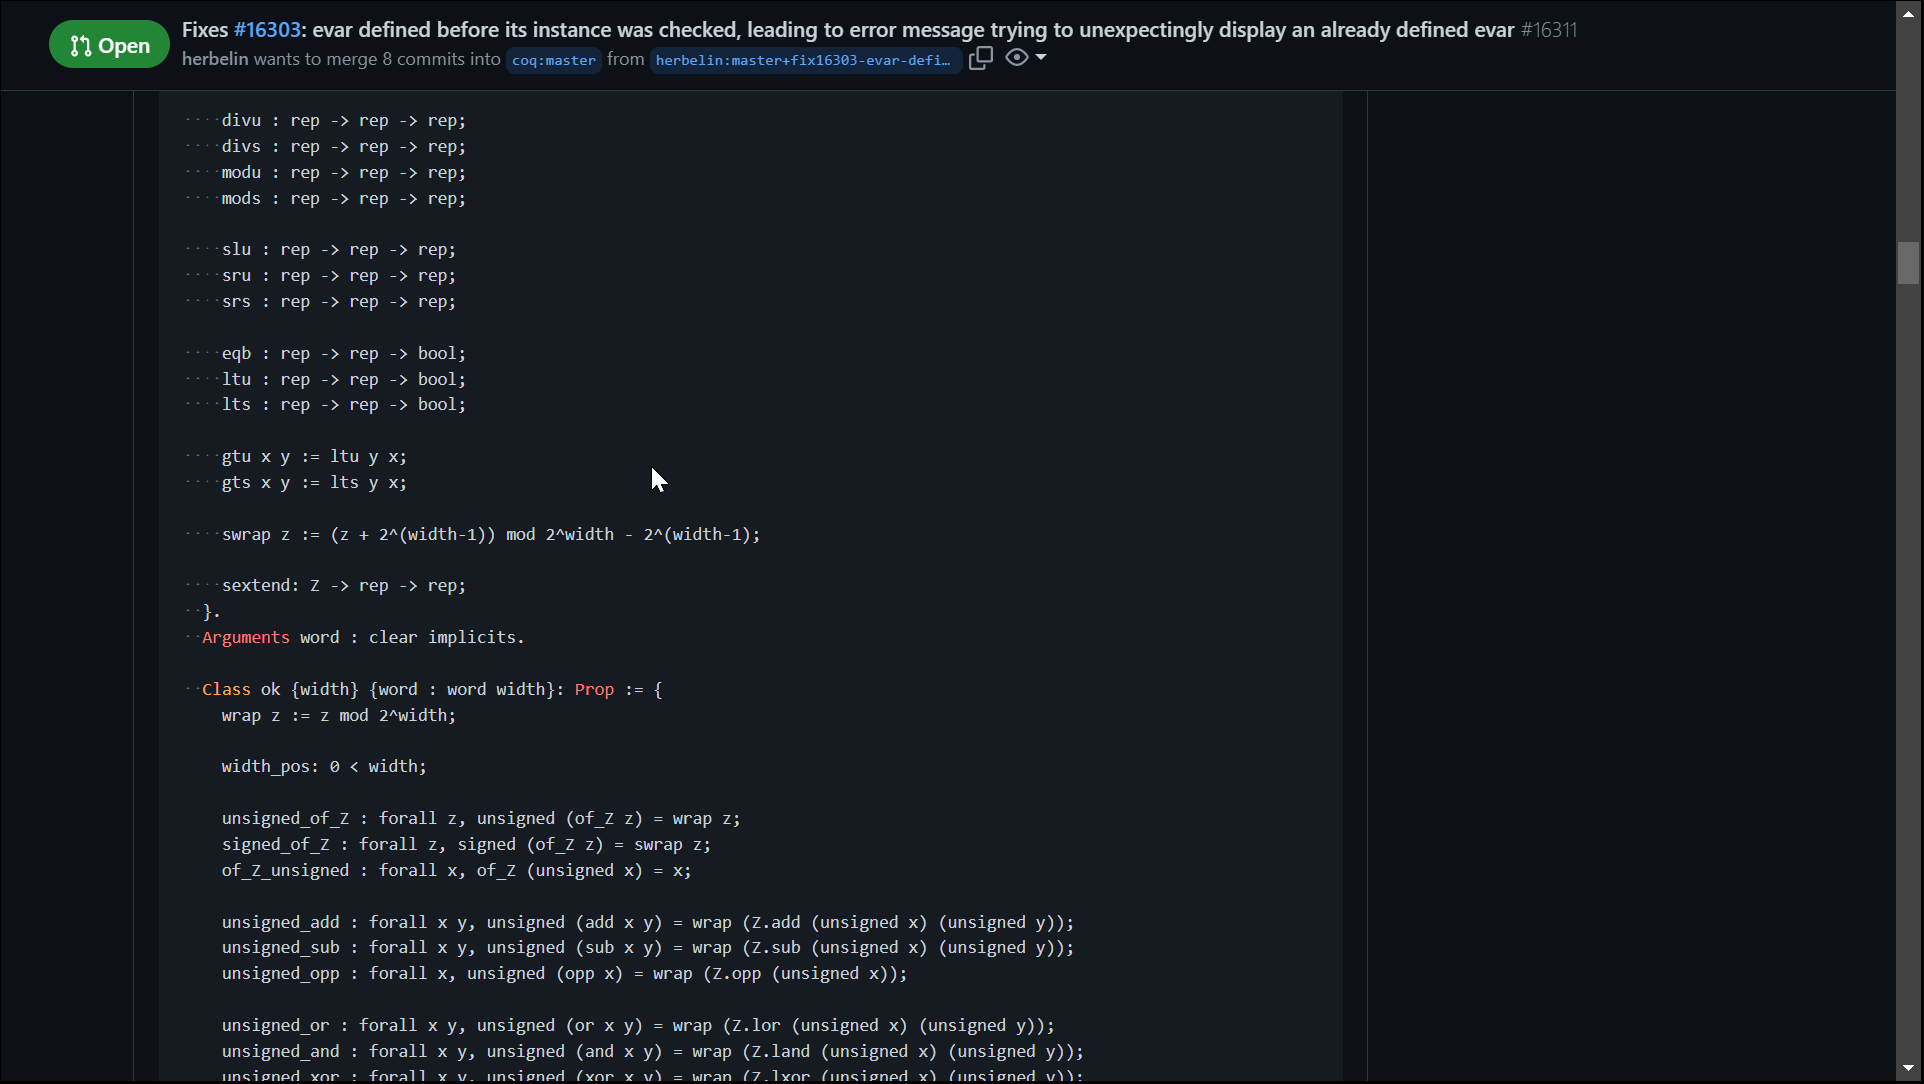 Open
Fixes #16303: evar defined before its instance was checked, leading to error message trying to unexpectingly display an already defined evar #16311
herbelin wants to merge 8 commits into coq:master from herbelin:master+fix16303-evar-defi…
divu : rep -> rep -> rep;
divs : rep -> rep -> rep;
modu : rep -> rep -> rep;
mods : rep -> rep -> rep;
slu : rep -> rep -> rep;
sru : rep -> rep -> rep;
srs : rep -> rep -> rep;
eqb : rep -> rep -> bool;
ltu : rep -> rep -> bool;
lts : rep -> rep -> bool;
gtu x y := ltu y x;
gts x y := lts y x;
swrap z := (z + 2^(width-1)) mod 2^width - 2^(width-1);
sextend: Z -> rep -> rep;
}.
Arguments word : clear implicits.
Class ok {width} {word : word width}: Prop := {
wrap z := z mod 2^width;
width_pos: 0 < width;
unsigned_of_Z : forall z, unsigned (of_Z z) = wrap z;
signed_of_Z : forall z, signed (of_Z z) = swrap z;
of_Z_unsigned : forall x, of_Z (unsigned x) = x;
unsigned_add : forall x y, unsigned (add x y) = wrap (Z.add (unsigned x) (unsigned y));
unsigned_sub : forall x y, unsigned (sub x y) = wrap (Z.sub (unsigned x) (unsigned y));
unsigned_opp : forall x, unsigned (opp x) = wrap (Z.opp (unsigned x));
unsigned_or : forall x y, unsigned (or x y) = wrap (Z.lor (unsigned x) (unsigned y));
unsigned_and : forall x y, unsigned (and x y) = wrap (Z.land (unsigned x) (unsigned y));
unsigned_xor : forall x y, unsigned (xor x y) = wrap (Z.lxor (unsigned x) (unsigned y));